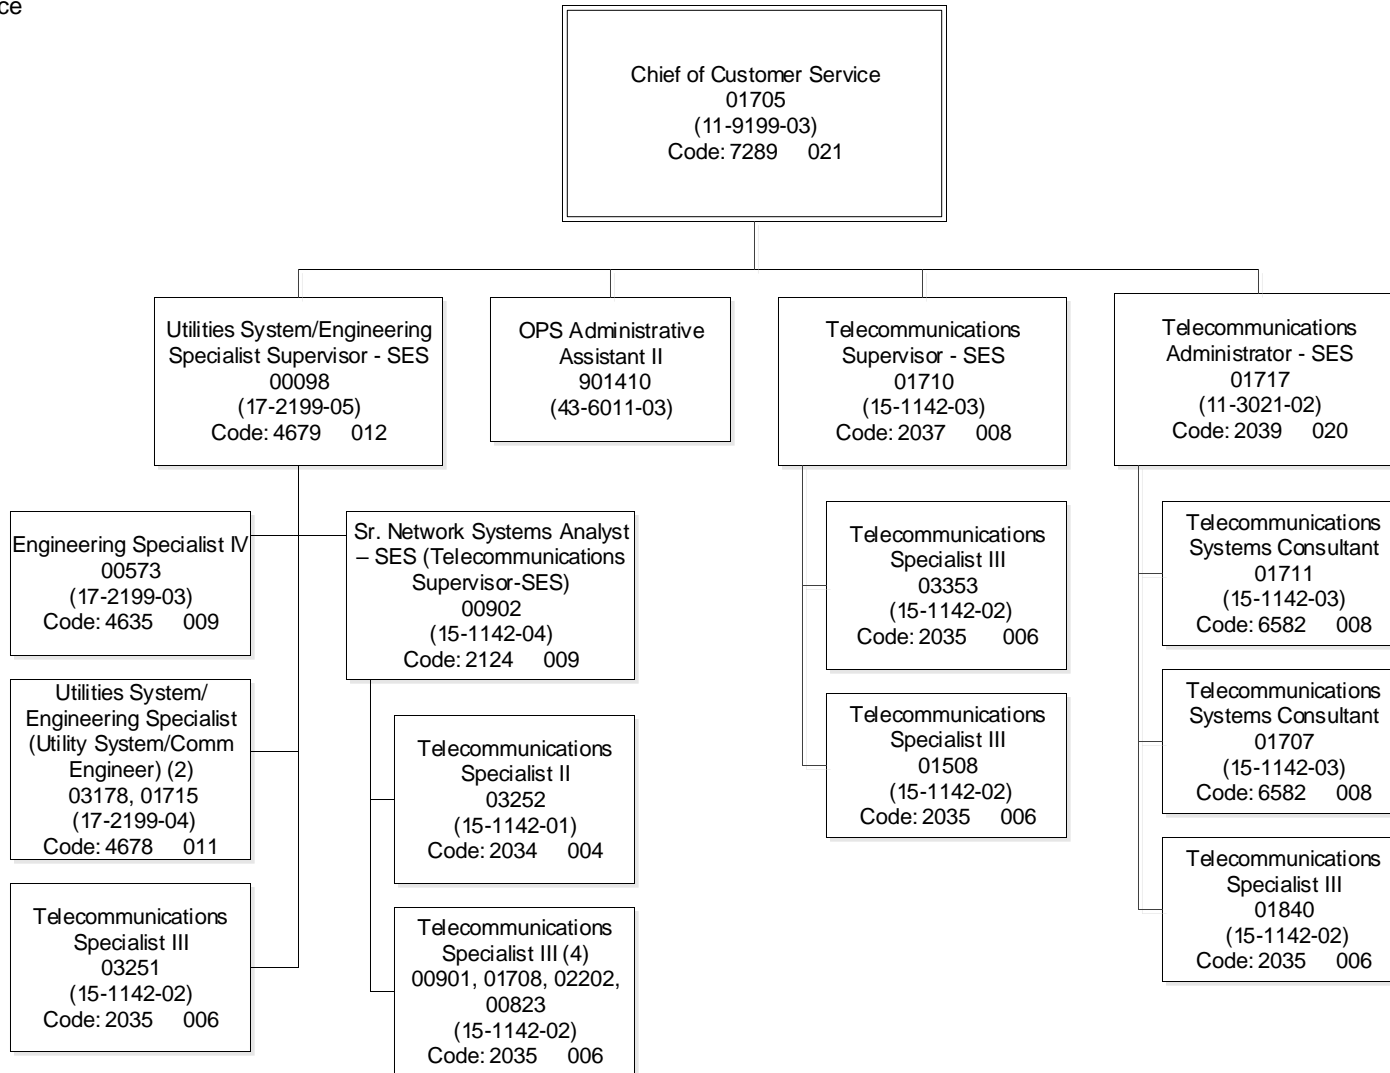 ce
Chief of Customer Service
01705
(11-9199-03)
Code: 7289 021
Utilities System/Engineering
Specialist Supervisor - SES
00098
(17-2199-05)
Code: 4679 012
OPS Administrative
Assistant II
901410
(43-6011-03)
Telecommunications
Supervisor - SES
01710
(15-1142-03)
Code: 2037 008
Telecommunications
Administrator - SES
01717
(11-3021-02)
Code: 2039 020
Engineering Specialist IV
00573
(17-2199-03)
Code: 4635 009
Sr. Network Systems Analyst
– SES (Telecommunications
Supervisor-SES)
00902
(15-1142-04)
Code: 2124 009
Telecommunications
Specialist III
03353
(15-1142-02)
Code: 2035 006
Telecommunications
Systems Consultant
01711
(15-1142-03)
Code: 6582 008
Utilities System/
Engineering Specialist
(Utility System/Comm
Engineer) (2)
03178, 01715
(17-2199-04)
Code: 4678 011
Telecommunications
Specialist II
03252
(15-1142-01)
Code: 2034 004
Telecommunications
Specialist III
01508
(15-1142-02)
Code: 2035 006
Telecommunications
Systems Consultant
01707
(15-1142-03)
Code: 6582 008
Telecommunications
Specialist III
03251
(15-1142-02)
Code: 2035 006
Telecommunications
Specialist III (4)
00901, 01708, 02202,
00823
(15-1142-02)
Code: 2035 006
Telecommunications
Specialist III
01840
(15-1142-02)
Code: 2035 006